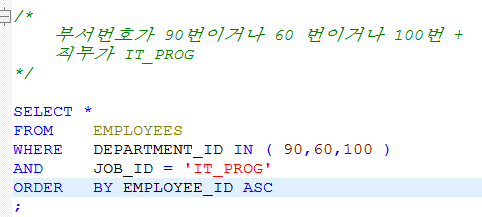 /*
부서번호가 90번이거나 60 번이거나 100번 +
직무가 IT_PROG
*/
SELECT *
FROM EMPLOYEES
WHERE DEPARTMENT_ID IN ( 90,60,100 )
AND JOB_ID = 'IT_PROG'
ORDER BY EMPLOYEE_ID ASC
;